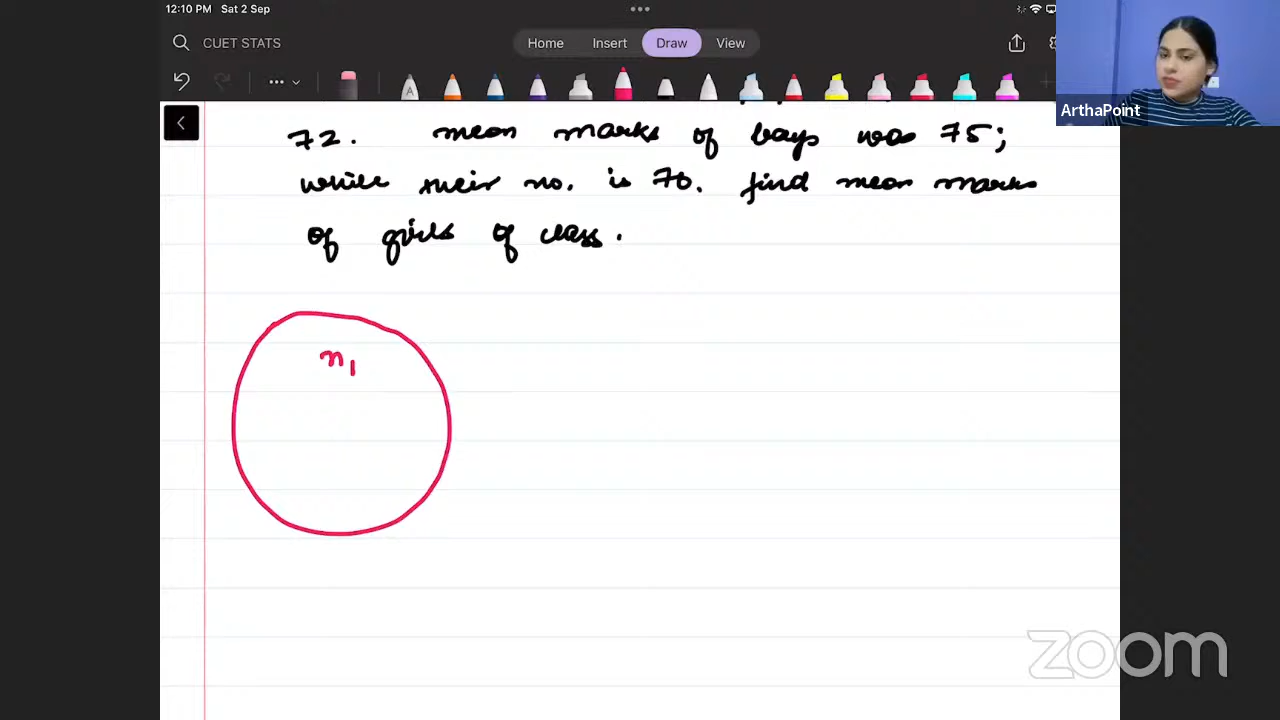 12:10 PM Sat 2 Sep
CUET STATS
Home Insert Draw View
A
ArthaPoint
72. mean marks of boys was 75;
while their no. is 70. find mean marks
of girls of class.
n1
zoom